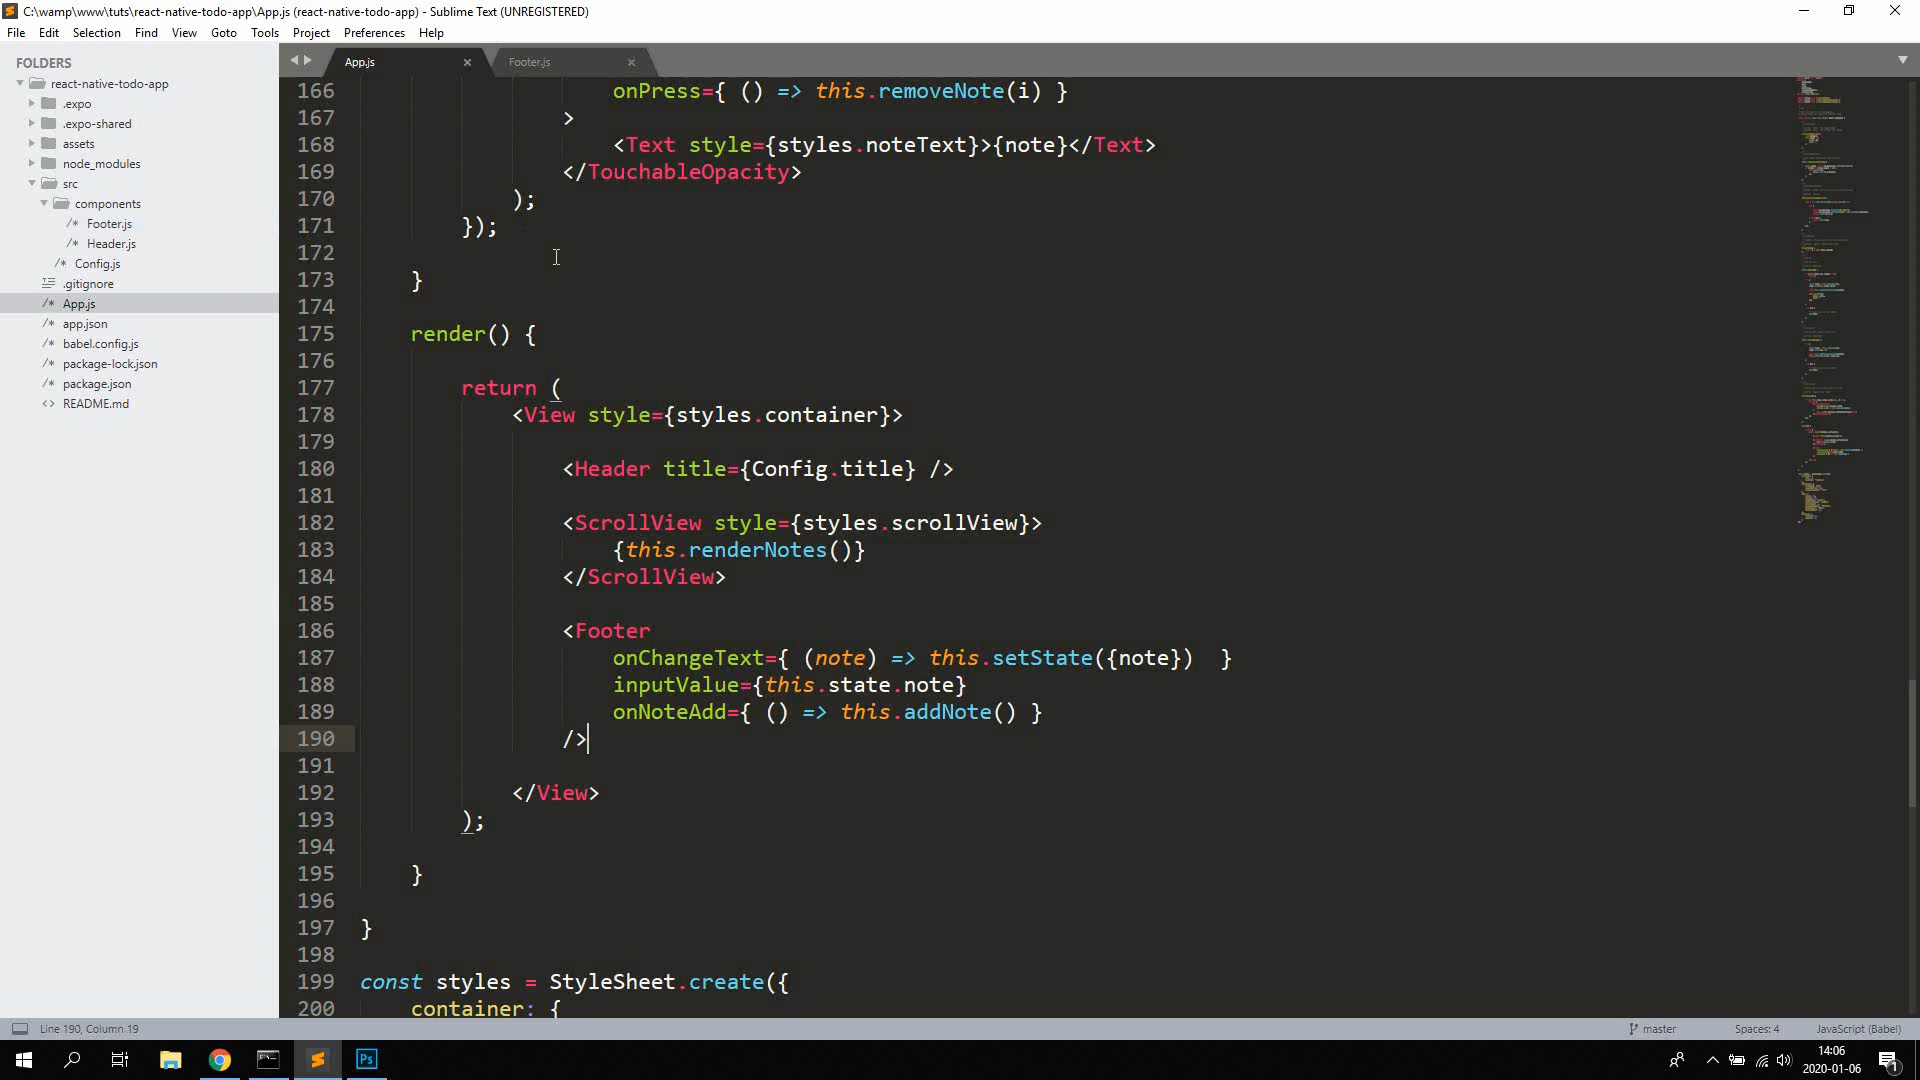 C:\wamp\www\tuts\react-native-todo-app\App.js (react-native-todo-app) - Sublime Text (UNREGISTERED)
File Edit Selection Find View Goto Tools Project Preferences Help
FOLDERS
react-native-todo-app
.expo
.expo-shared
assets
node_modules
src
components
Footer.js
Header.js
Config.js
.gitignore
App.js
app.json
babel.config.js
package-lock.json
package.json
README.md
App.js Footer.js
166 onPress={ () => this.removeNote(i) }
167 >
168 <Text style={styles.noteText}>{note}</Text>
169 </TouchableOpacity>
170 );
171 });
172
173 }
174
175 render() {
176
177 return (
178 <View style={styles.container}>
179
180 <Header title={Config.title} />
181
182 <ScrollView style={styles.scrollView}>
183 {this.renderNotes()}
184 </ScrollView>
185
186 <Footer
187 onChangeText={ (note) => this.setState({note})  }
188 inputValue={this.state.note}
189 onNoteAdd={ () => this.addNote() }
190 />
191
192 </View>
193 );
194
195 }
196
197 }
198
199 const styles = StyleSheet.create({
200 container: {
Line 190, Column 19
master Spaces: 4 JavaScript (Babel)
Ps
14:06
2020-01-06
1